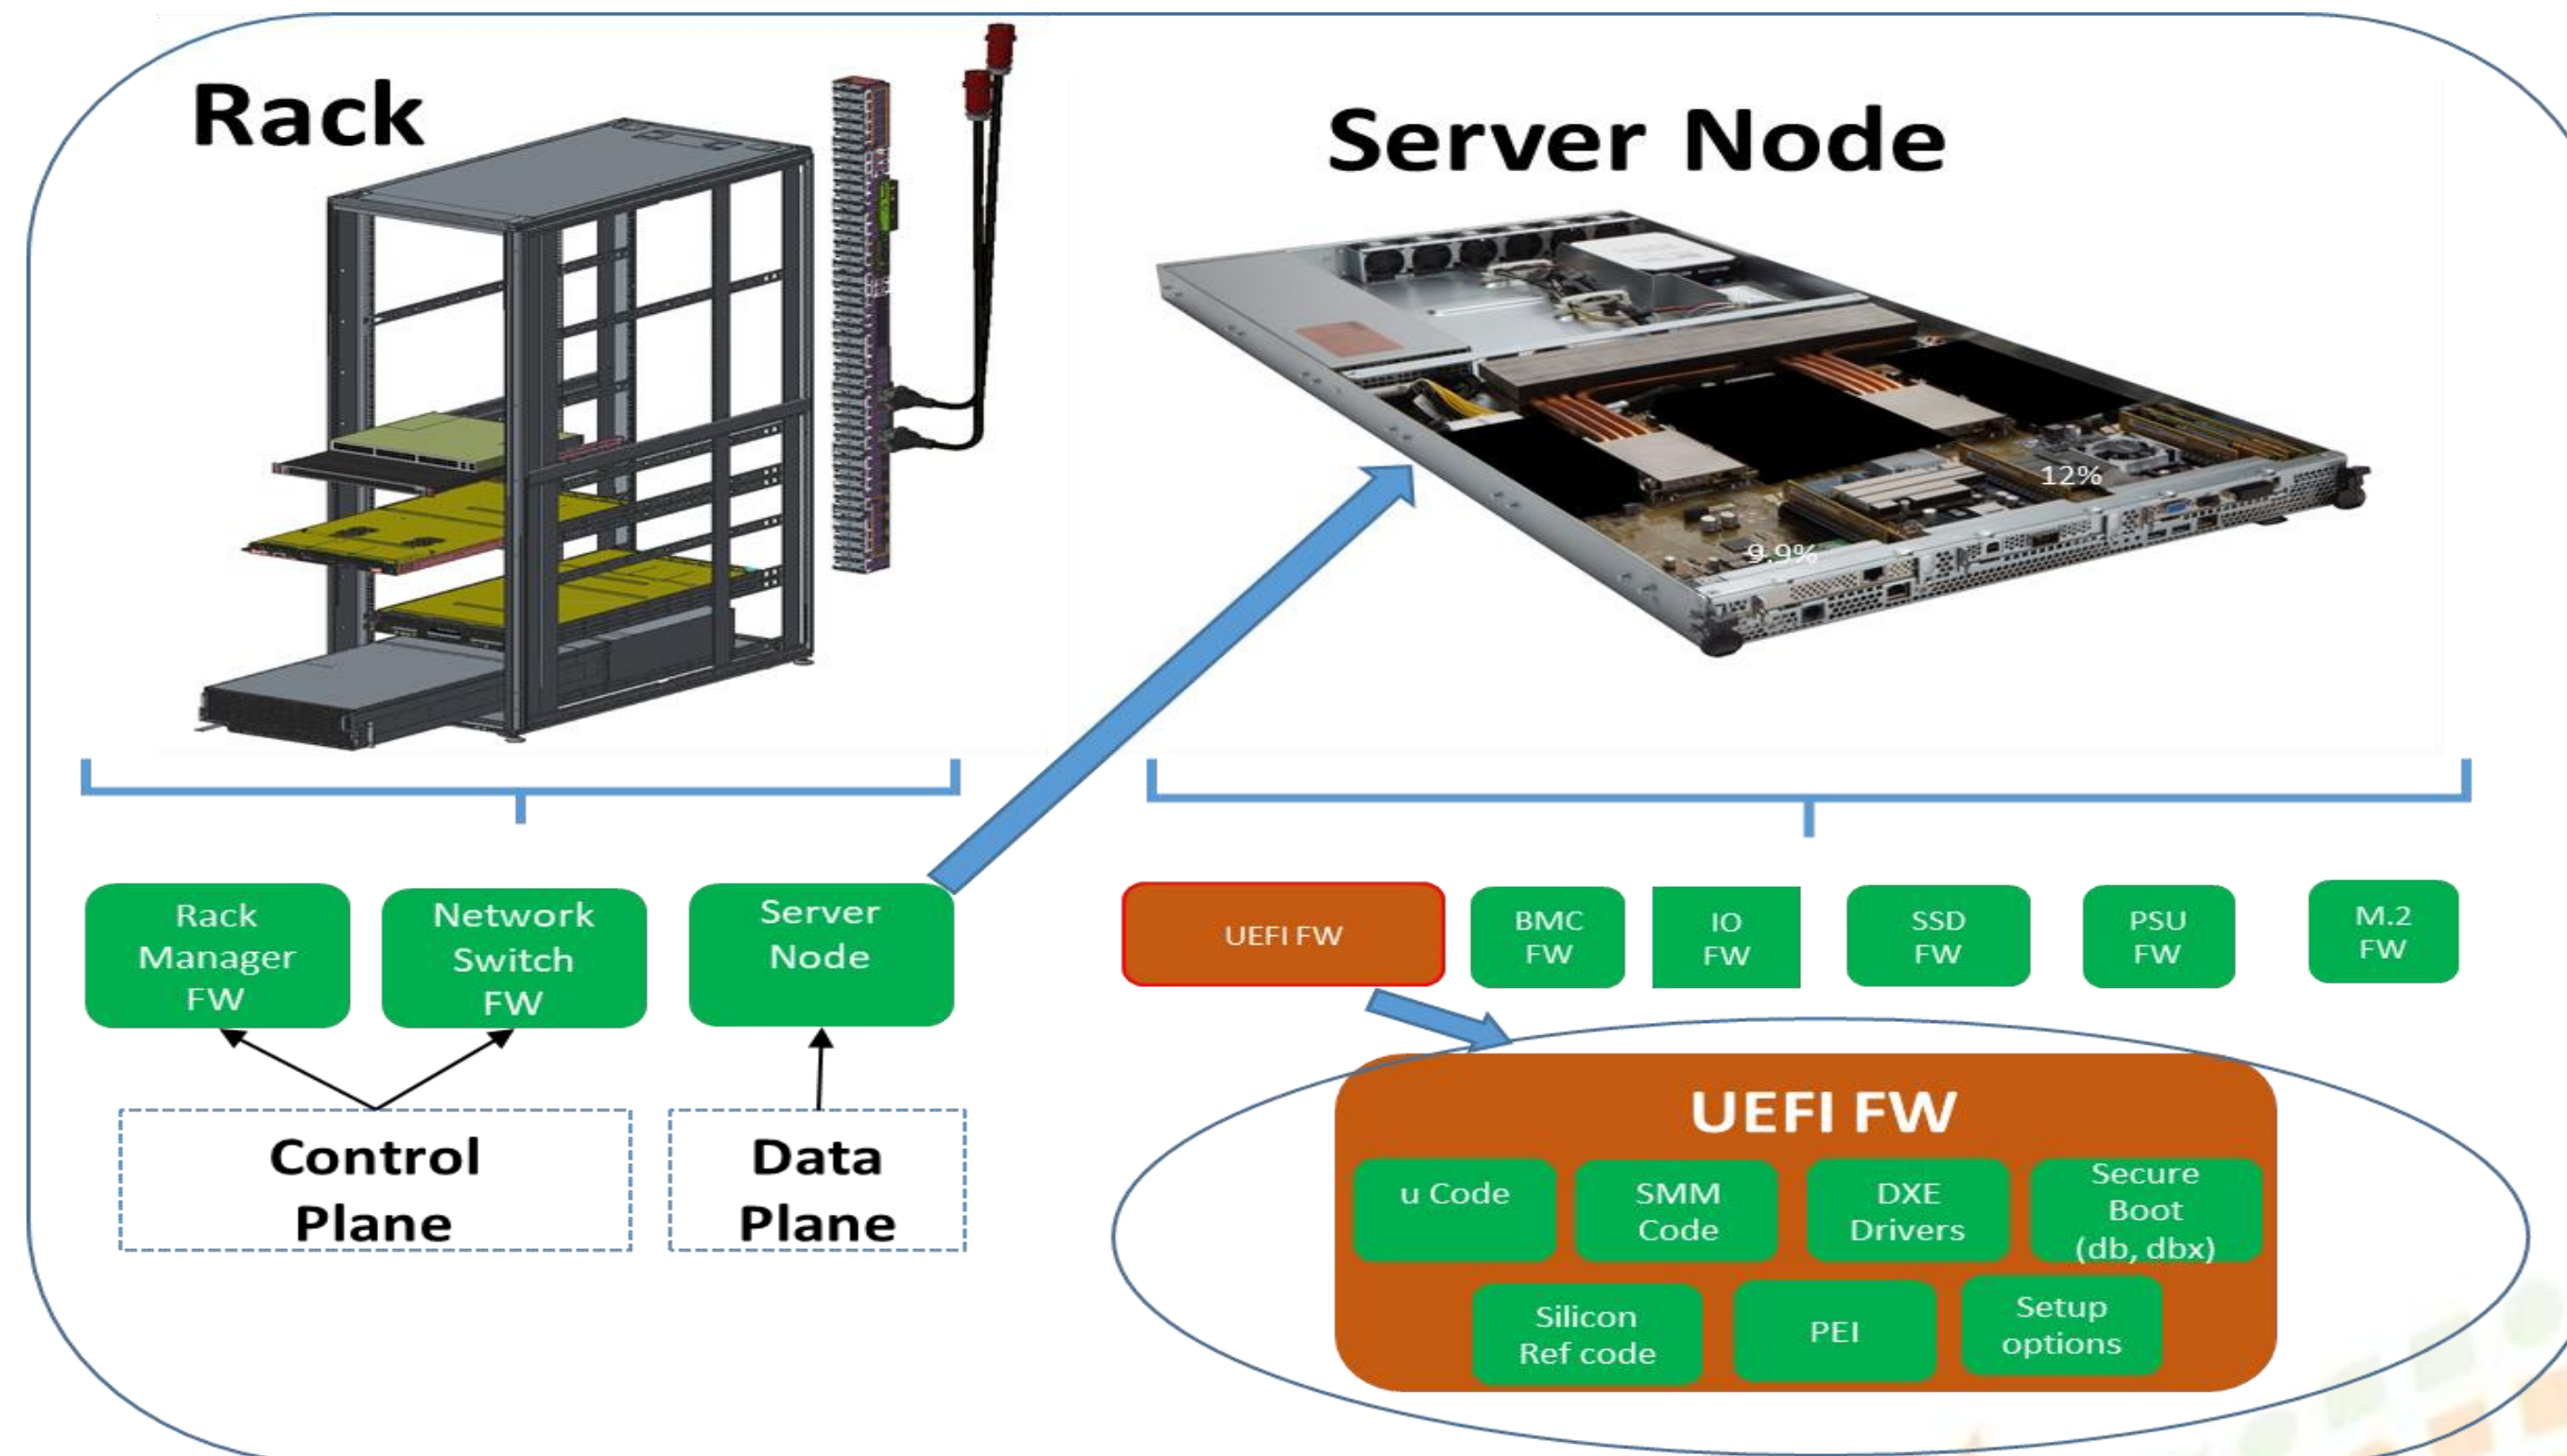 Rack
Server Node
12%
9.9%
Rack
Manager
FW
Network
Switch
FW
Server
Node
UEFI FW
BMC
FW
IO
FW
SSD
FW
PSU
FW
M.2
FW
Control
Plane
Data
Plane
UEFI FW
u Code
SMM
Code
DXE
Drivers
Secure
Boot
(db, dbx)
Silicon
Ref code
PEI
Setup
options